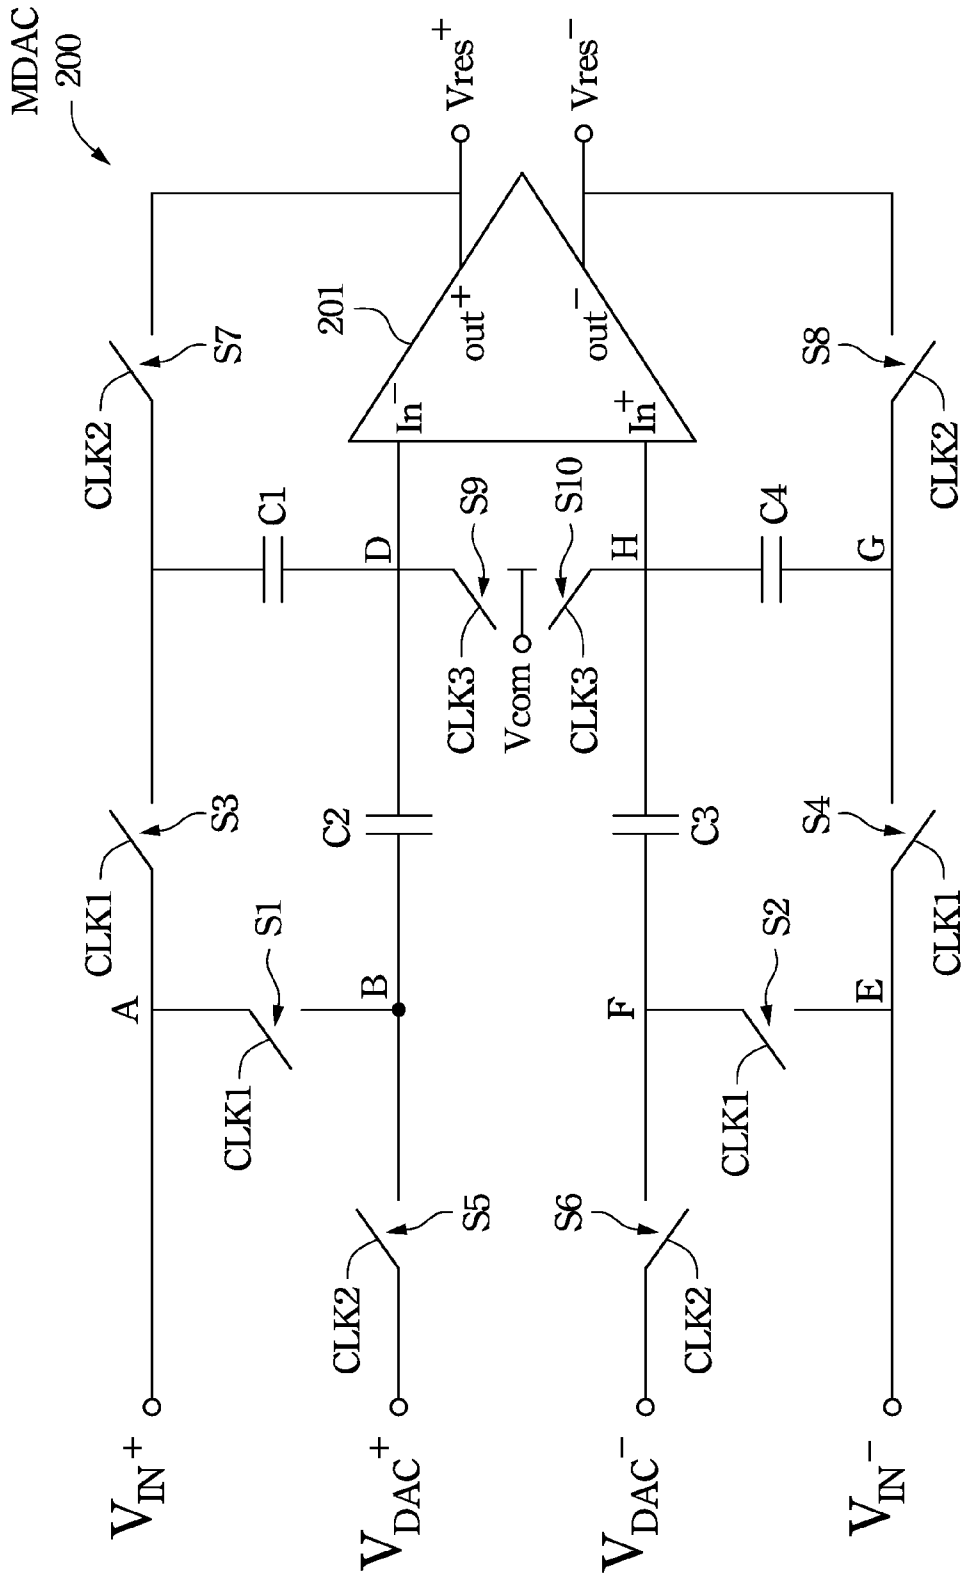 MDAC
200
CLK2
S7
Vres+
CLK1
S3
C1
201
out+
In−
A
S1
CLK1
B
C2
D
S9
CLK3
VIN+
VDAC+
CLK2
S5
Vcom
VDAC−
S6
CLK2
F
C3
H
S10
CLK3
In+
out−
Vres−
CLK1
S2
C4
VIN−
E
S4
CLK1
G
S8
CLK2